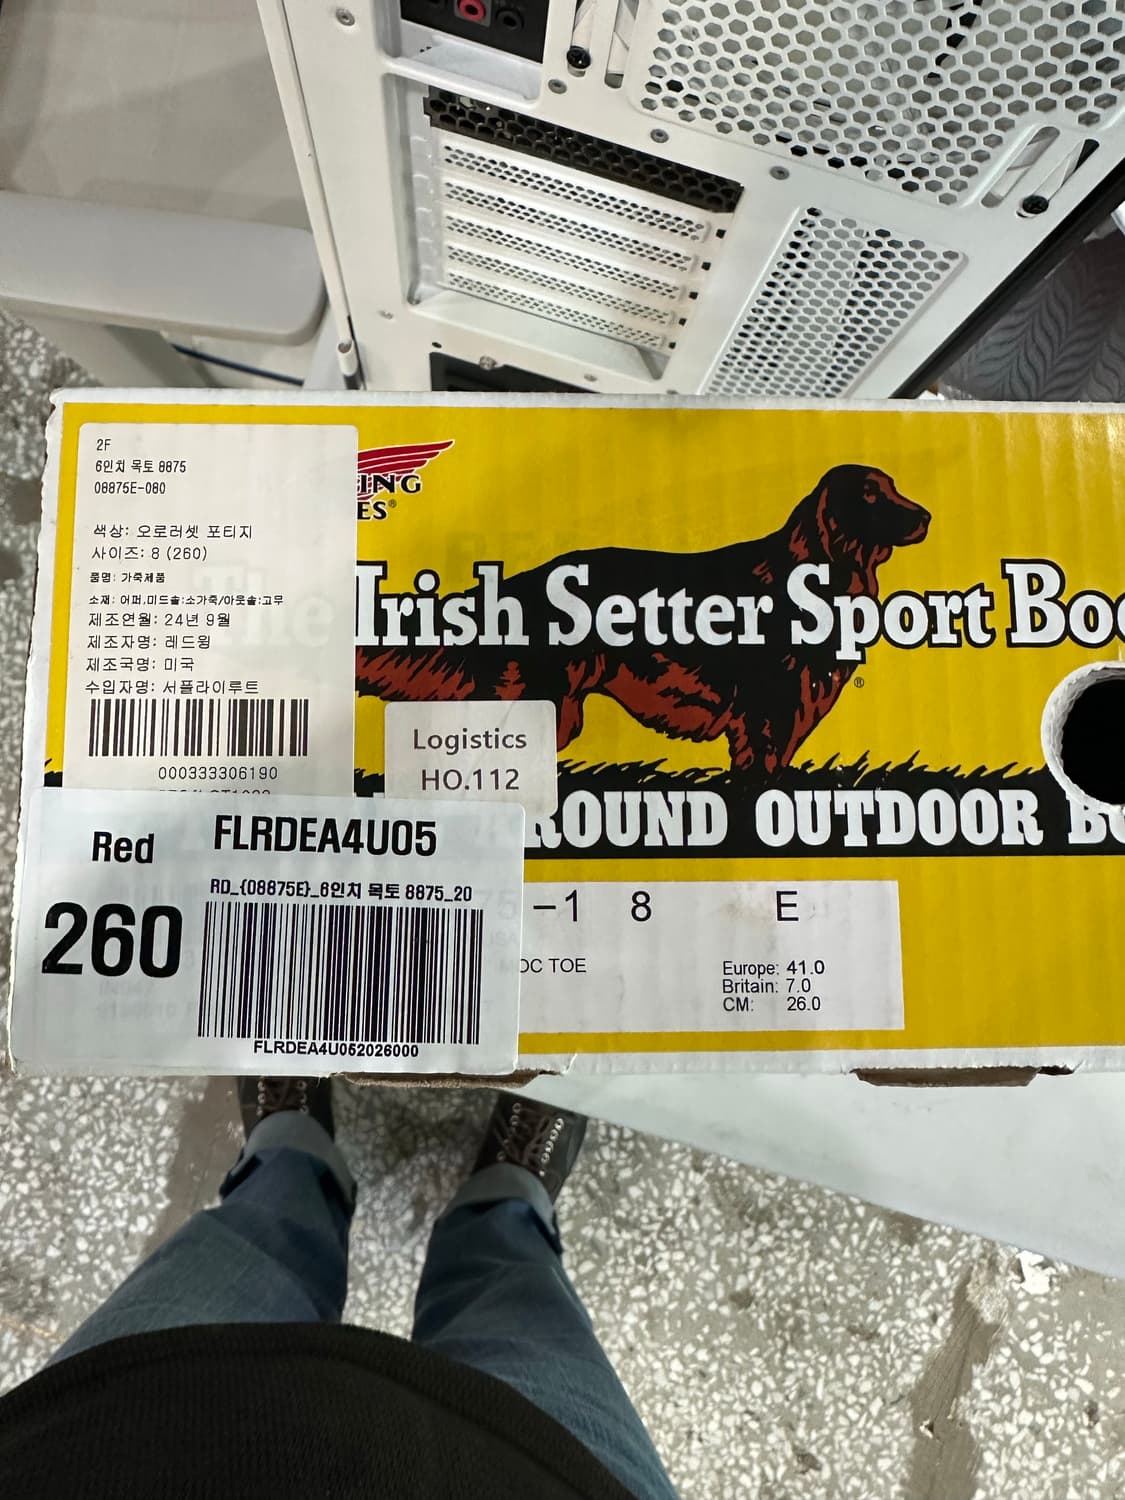 2F
6인치 목토 8875
08875E-080
색상: 오로러셋 포티지
사이즈: 8 (260)
품명: 가죽제품
소재: 어퍼,미드솔:소가죽/아웃솔:고무
제조연월: 24년 9월
제조자명: 레드윙
제조국명: 미국
수입자명: 서플라이루트
000333306190
ING
ES®
The Irish Setter Sport Boo
®
Logistics
HO.112
ROUND OUTDOOR BO
Red
FLRDEA4U05
RD_{08875E}_6인치 목토 8875_20
260
FLRDEA4U052026000
75 -1 8 E
OC TOE
Europe: 41.0
Britain: 7.0
CM: 26.0